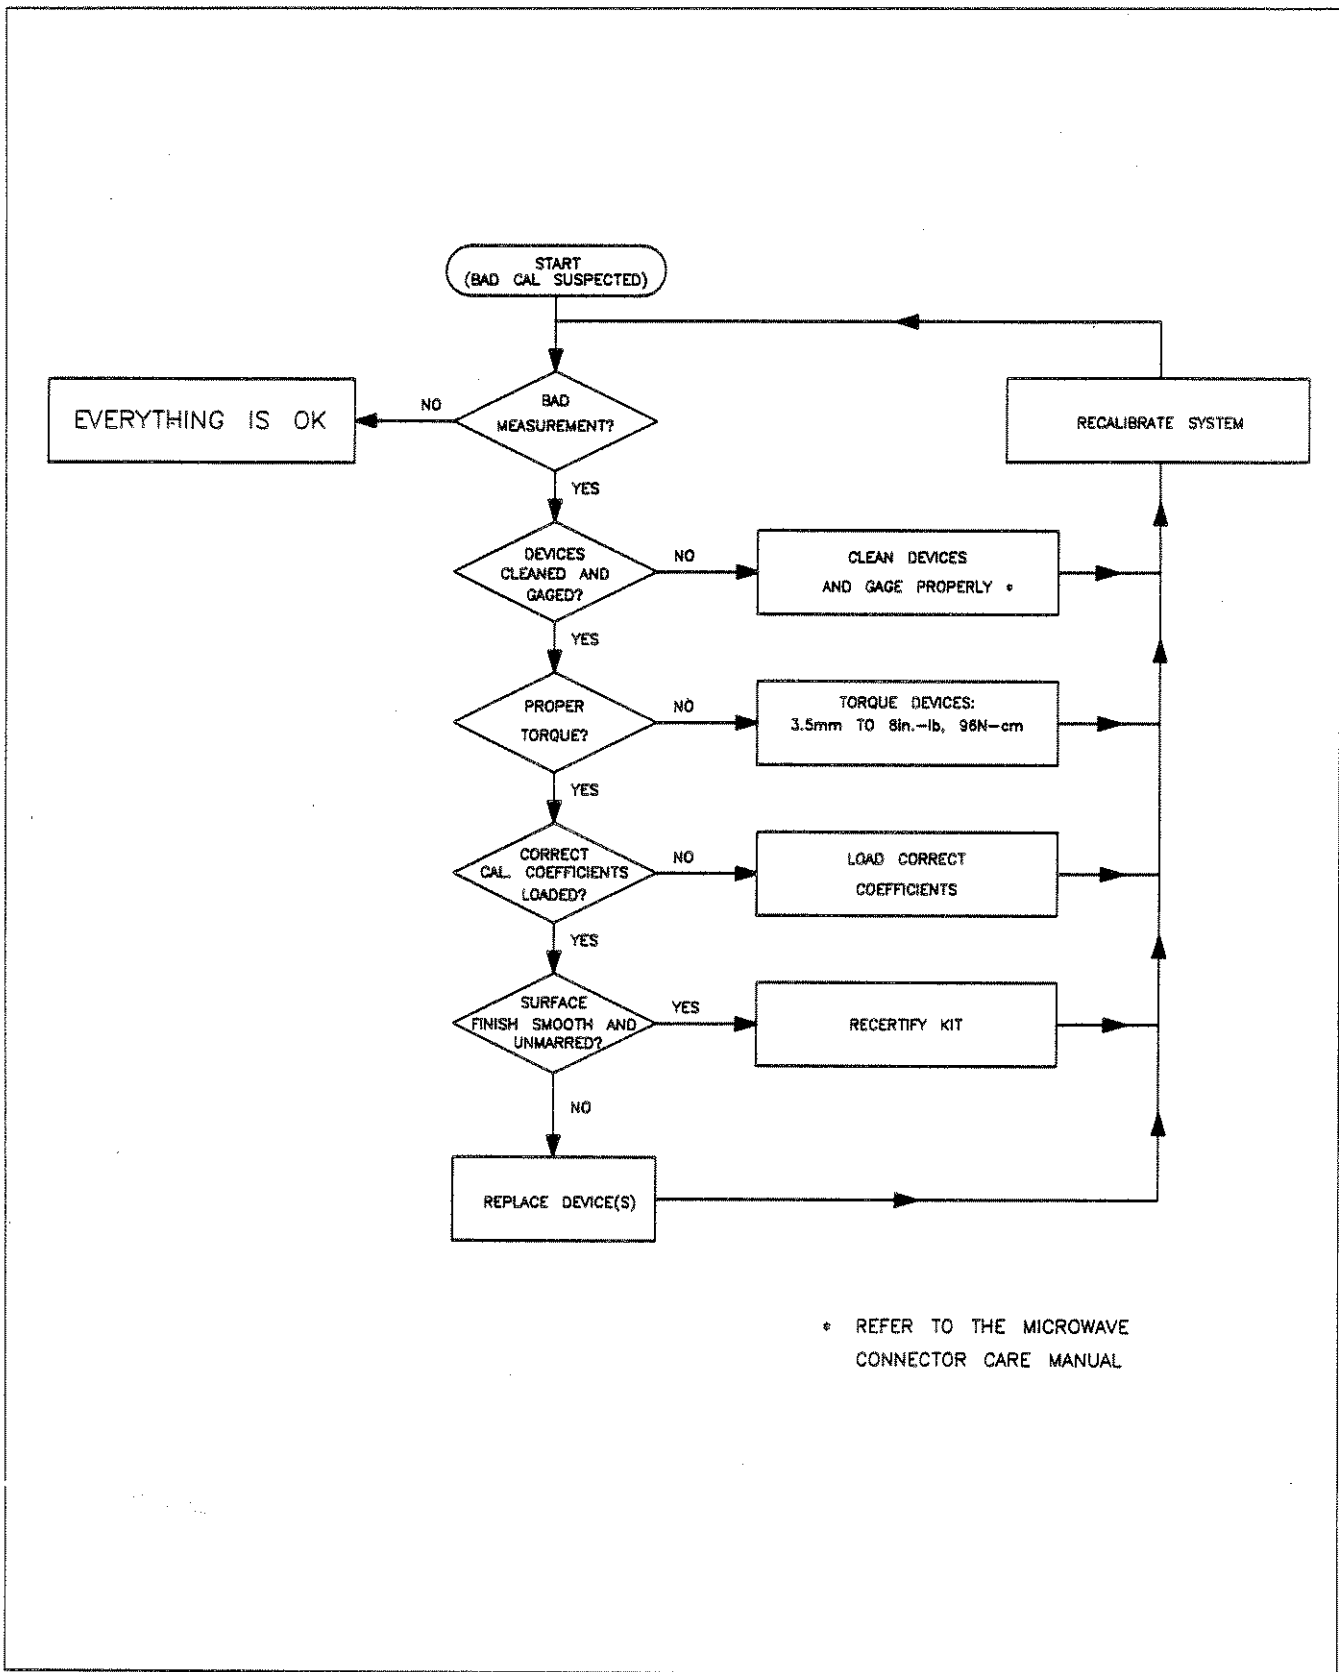 START
(BAD CAL SUSPECTED)
BAD
MEASUREMENT?
NO
EVERYTHING IS OK
RECALIBRATE SYSTEM
YES
DEVICES
CLEANED AND
GAGED?
NO
CLEAN DEVICES
AND GAGE PROPERLY *
YES
PROPER
TORQUE?
NO
TORQUE DEVICES:
3.5mm TO 8in.-lb, 96N-cm
YES
CORRECT
CAL. COEFFICIENTS
LOADED?
NO
LOAD CORRECT
COEFFICIENTS
YES
SURFACE
FINISH SMOOTH AND
UNMARRED?
YES
RECERTIFY KIT
NO
REPLACE DEVICE(S)
* REFER TO THE MICROWAVE
CONNECTOR CARE MANUAL